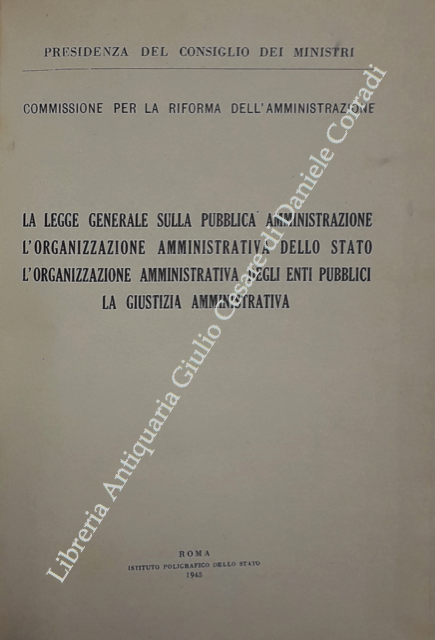 PRESIDENZA DEL CONSIGLIO DEI MINISTRI
COMMISSIONE PER LA RIFORMA DELL'AMMINISTRAZIONE
LA LEGGE GENERALE SULLA PUBBLICA AMMINISTRAZIONE
L'ORGANIZZAZIONE AMMINISTRATIVA DELLO STATO
L'ORGANIZZAZIONE AMMINISTRATIVA DEGLI ENTI PUBBLICI
LA GIUSTIZIA AMMINISTRATIVA
ROMA
ISTITUTO POLIGRAFICO DELLO STATO
1948
Libreria Antiquaria Giulio Cesare di Daniele Corradi